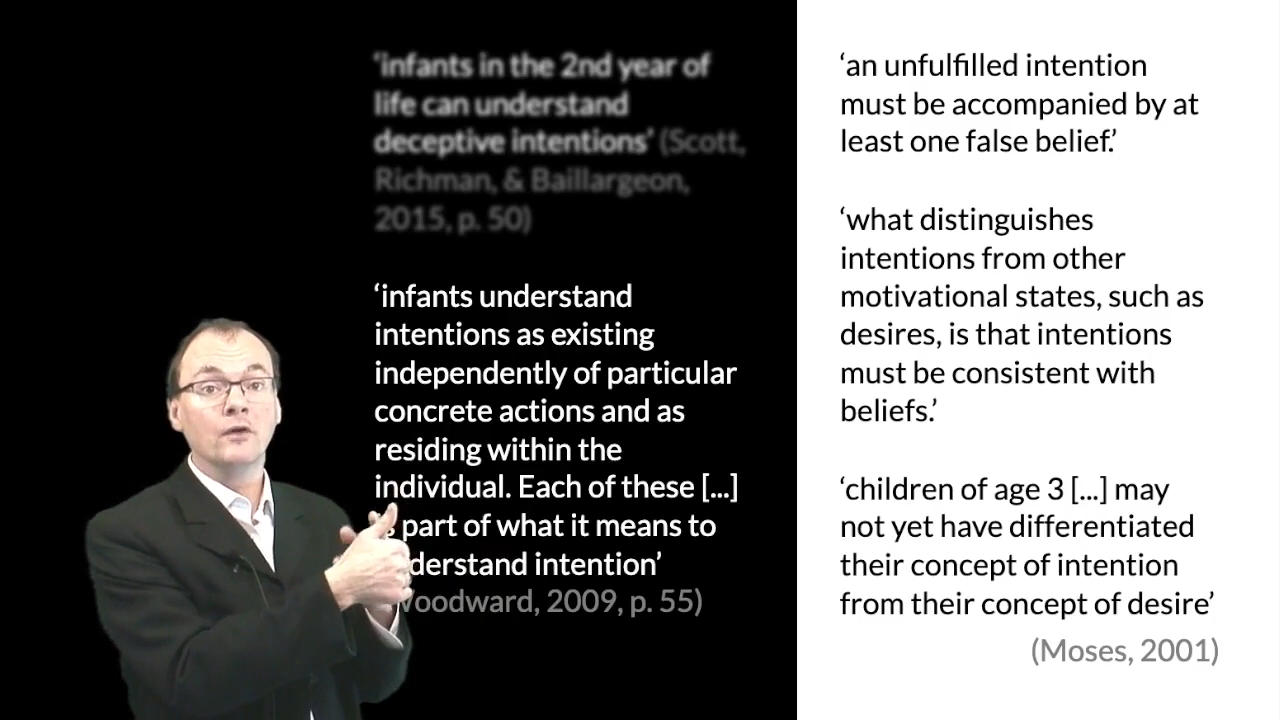 ‘infants in the 2nd year of
life can understand
deceptive intentions’ (Scott,
Richman, & Baillargeon,
2015, p. 50)
‘infants understand
intentions as existing
independently of particular
concrete actions and as
residing within the
individual. Each of these [...]
part of what it means to
intention’
2009, p. 55)
‘an unfulfilled intention
must be accompanied by at
least one false belief.’
‘what distinguishes
intentions from other
motivational states, such as
desires, is that intentions
must be consistent with
beliefs.’
‘children of age 3 [...] may
not yet have differentiated
their concept of intention
from their concept of desire’
(Moses, 2001)